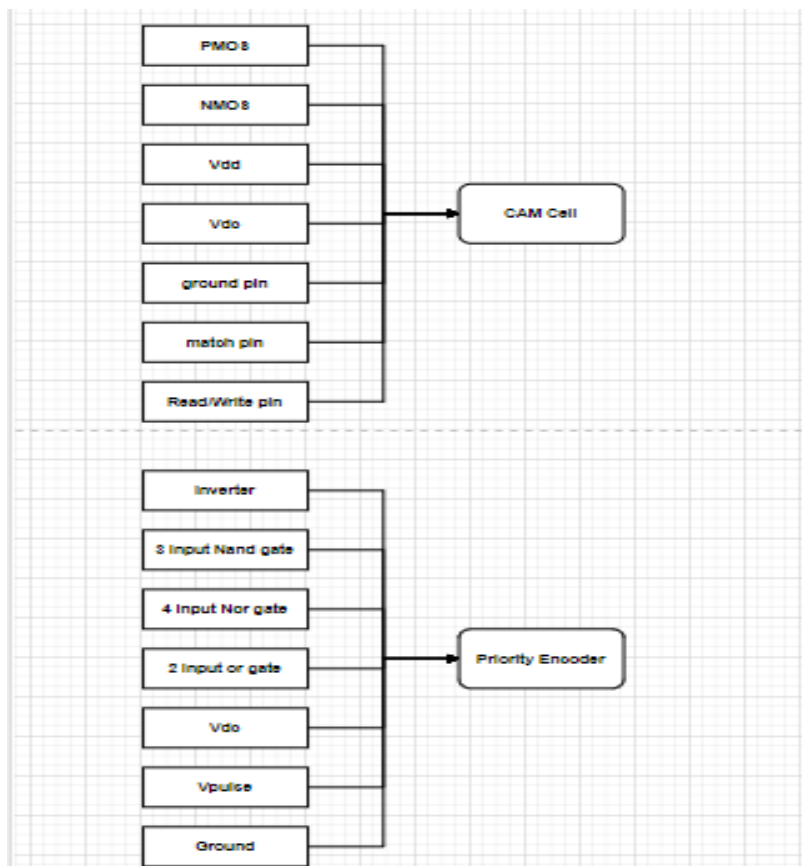 PMOS
NMOS
Vdd
Vdc
CAM Cell
ground pin
match pin
Read/Write pin
Inverter
3 Input Nand gate
4 Input Nor gate
2 Input or gate
Priority Encoder
Vdc
Vpulse
Ground